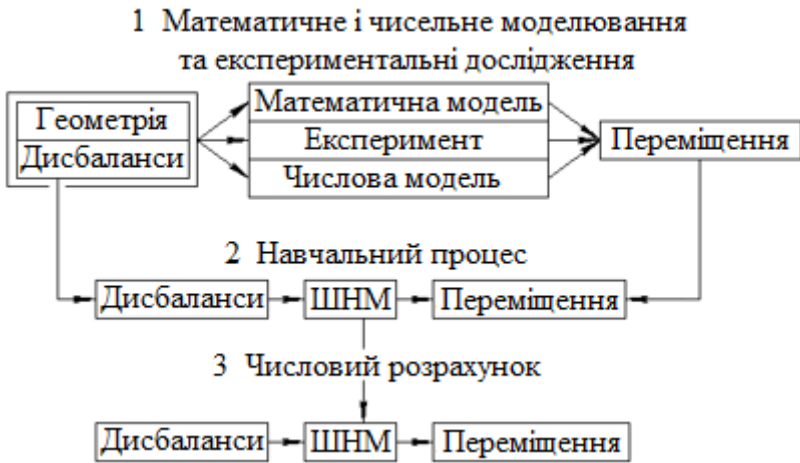 1 Математичне і чисельне моделювання
та експериментальні дослідження
Геометрія
Дисбаланси
Математична модель
Експеримент
Числова модель
Переміщення
2 Навчальний процес
Дисбаланси
ШНМ
Переміщення
3 Числовий розрахунок
Дисбаланси
ШНМ
Переміщення